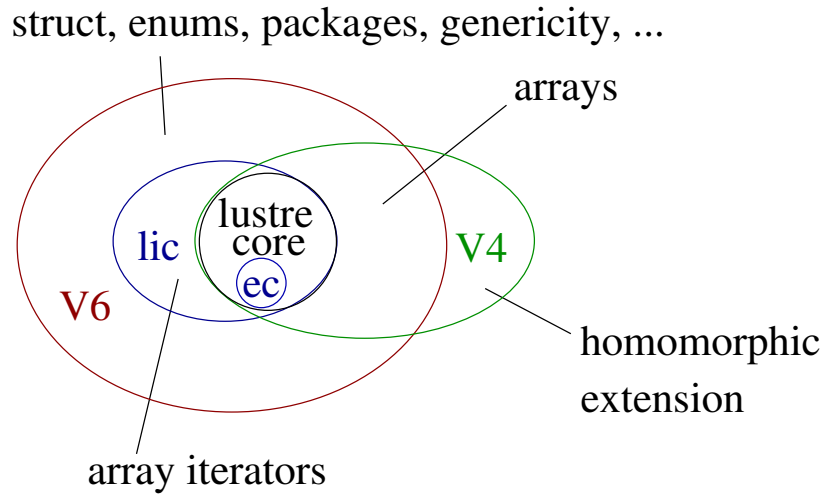 struct, enums, packages, genericity, ...
arrays
lustre
core
lic
V4
ec
V6
homomorphic
extension
array iterators